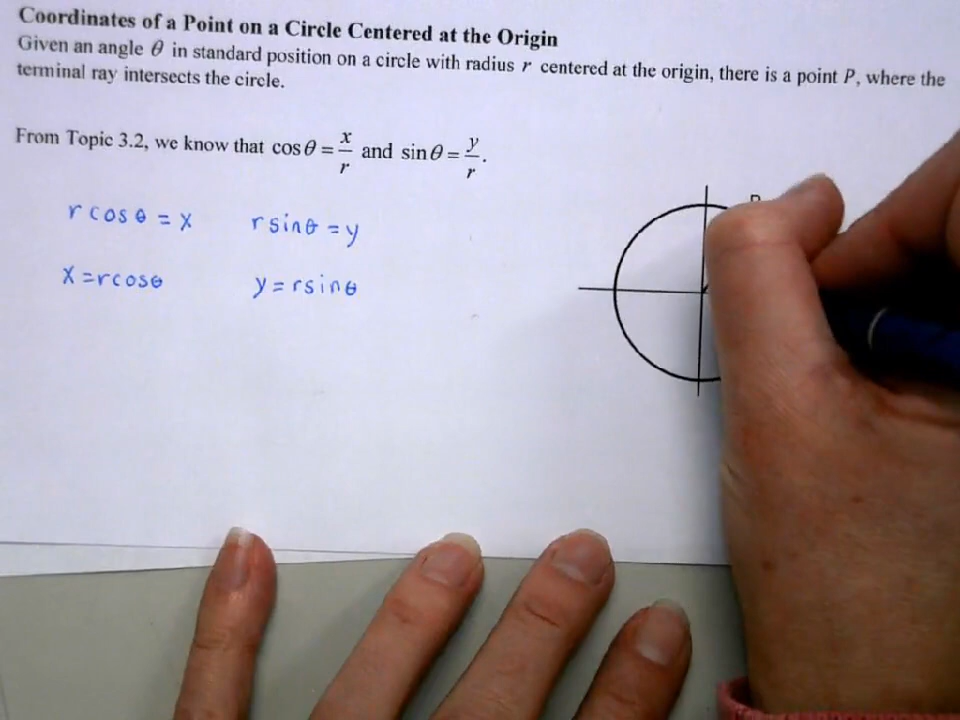 Coordinates of a Point on a Circle Centered at the Origin
Given an angle θ in standard position on a circle with radius r centered at the origin, there is a point P, where the
terminal ray intersects the circle.
From Topic 3.2, we know that cos θ = x/r and sin θ = y/r.
r cos θ = x r sin θ = y
x = r cos θ y = r sin θ